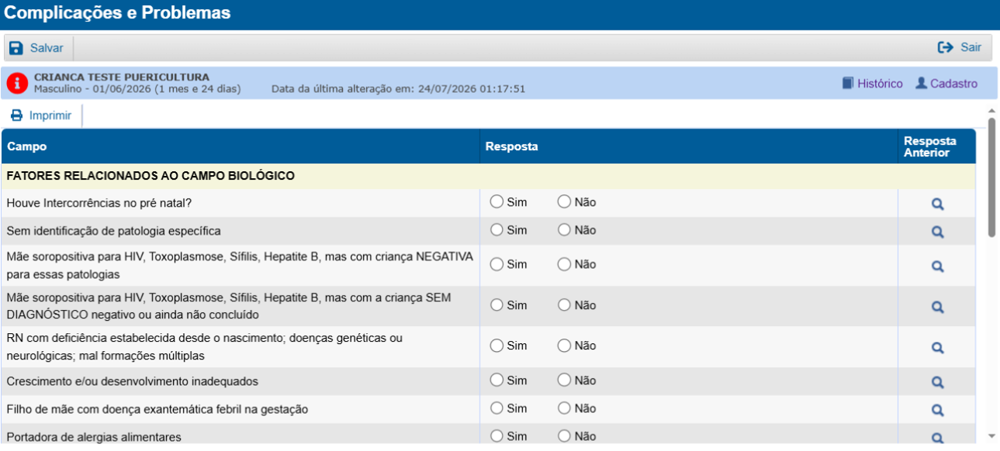 Complicações e Problemas
Salvar
Sair
CRIANCA TESTE PUERICULTURA
Masculino - 01/06/2026 (1 mes e 24 dias) Data da última alteração em: 24/07/2026 01:17:51
Histórico Cadastro
Imprimir
Campo Resposta Resposta
Anterior
FATORES RELACIONADOS AO CAMPO BIOLÓGICO
Houve Intercorrências no pré natal? Sim Não
Sem identificação de patologia específica Sim Não
Mãe soropositiva para HIV, Toxoplasmose, Sífilis, Hepatite B, mas com criança NEGATIVA
para essas patologias Sim Não
Mãe soropositiva para HIV, Toxoplasmose, Sífilis, Hepatite B, mas com a criança SEM
DIAGNÓSTICO negativo ou ainda não concluído Sim Não
RN com deficiência estabelecida desde o nascimento; doenças genéticas ou
neurológicas; mal formações múltiplas Sim Não
Crescimento e/ou desenvolvimento inadequados Sim Não
Filho de mãe com doença exantemática febril na gestação Sim Não
Portadora de alergias alimentares Sim Não